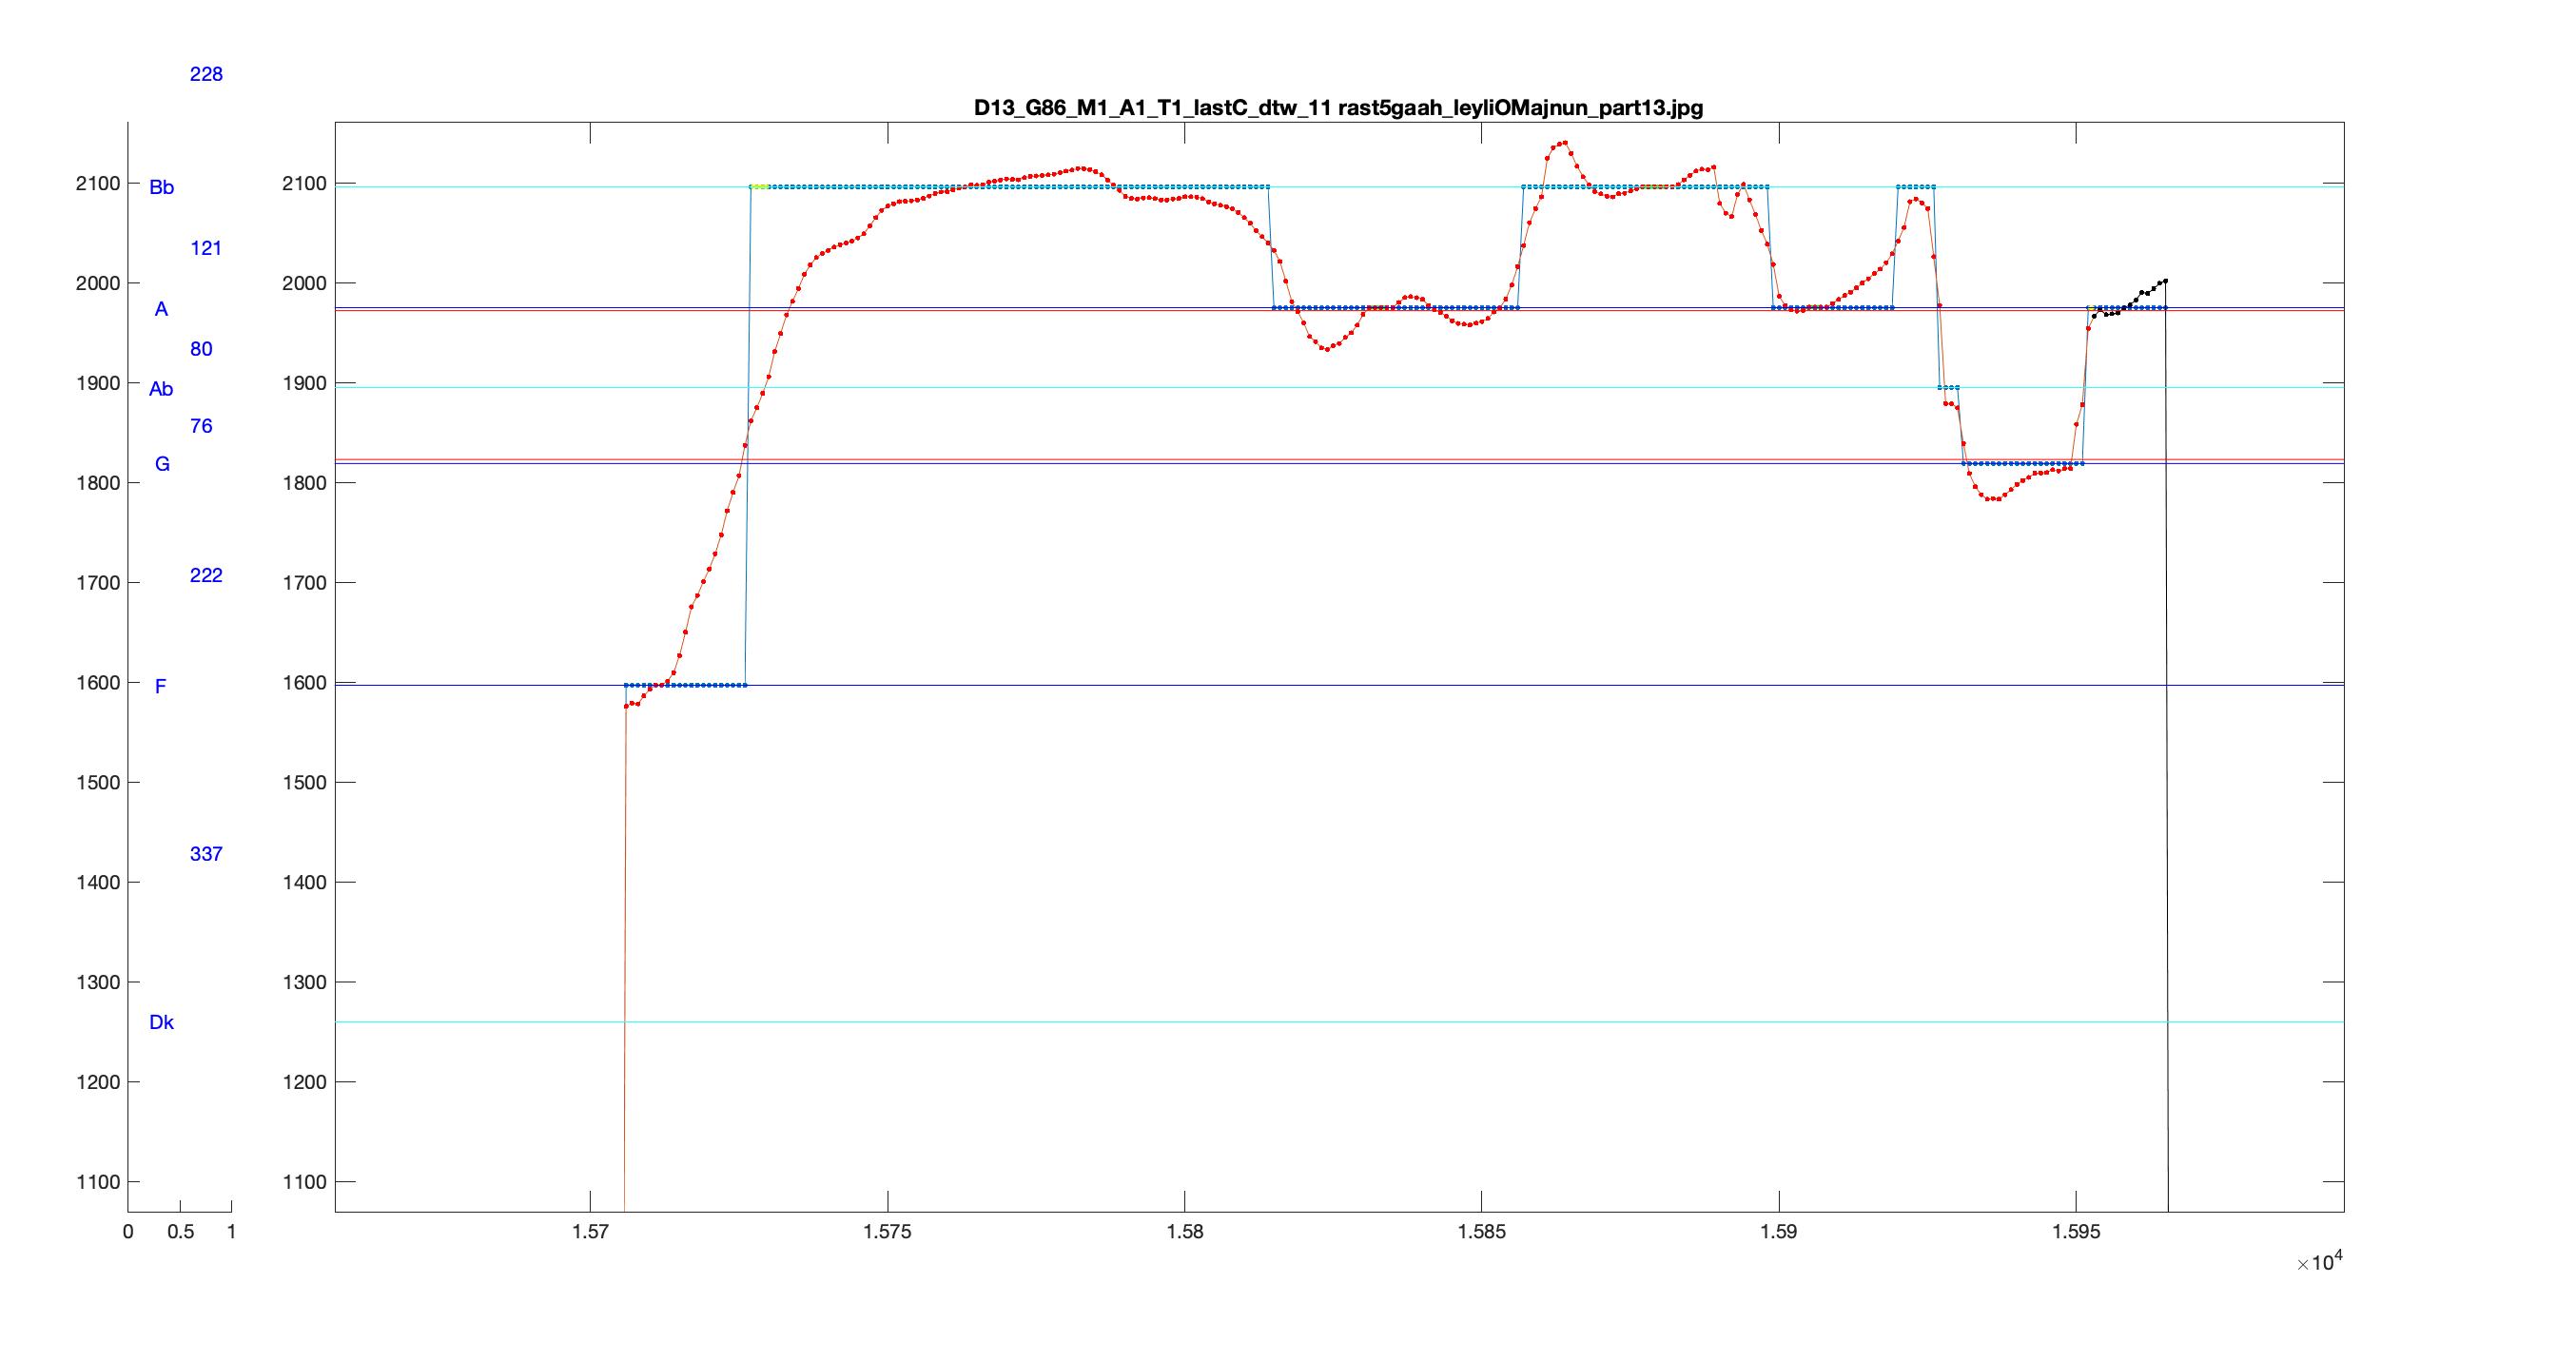 228
D13_G86_M1_A1_T1_lastC_dtw_11 rast5gaah_leyliOMajnun_part13.jpg
2100 Bb 2100
121
2000 2000
A
80
1900 Ab 1900
76
G
1800 1800
222
1700 1700
1600 F 1600
1500 1500
337
1400 1400
1300 1300
Dk
1200 1200
1100 1100
0 0.5 1 1.57 1.575 1.58 1.585 1.59 1.595
×10⁴